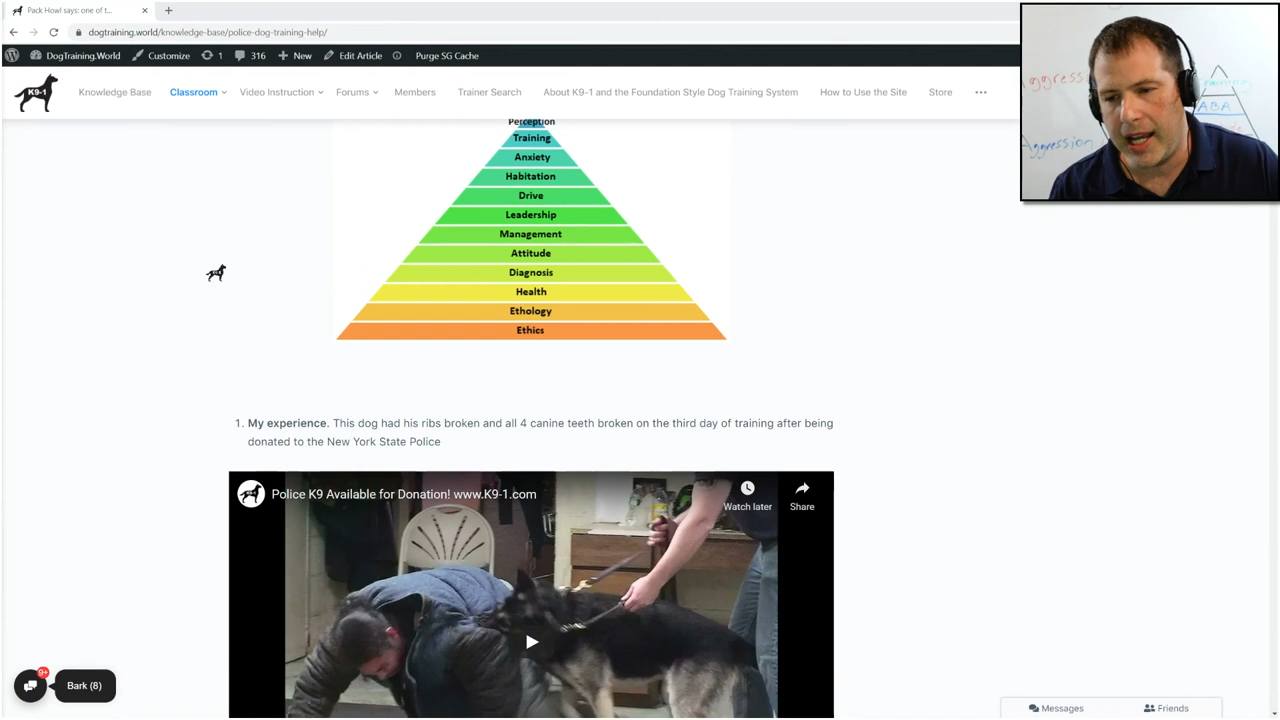 Pack Howl says: one of t...
dogtraining.world/knowledge-base/police-dog-training-help/
DogTraining.World Customize 1 316 New Edit Article Purge SG Cache
K9-1
Knowledge Base Classroom Video Instruction Forums Members Trainer Search About K9-1 and the Foundation Style Dog Training System How to Use the Site Store
Aggress
Training
ABA
Aggression
Perception
Training
Anxiety
Habitation
Drive
Leadership
Management
Attitude
Diagnosis
Health
Ethology
Ethics
1. My experience. This dog had his ribs broken and all 4 canine teeth broken on the third day of training after being
donated to the New York State Police
Police K9 Available for Donation! www.K9-1.com
Watch later Share
9+
Bark (8)
Messages Friends